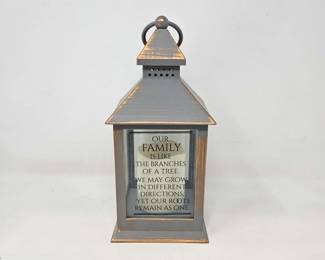 OUR
FAMILY
IS LIKE
THE BRANCHES
OF A TREE.
WE MAY GROW
IN DIFFERENT
DIRECTIONS,
YET OUR ROOTS
REMAIN AS ONE.